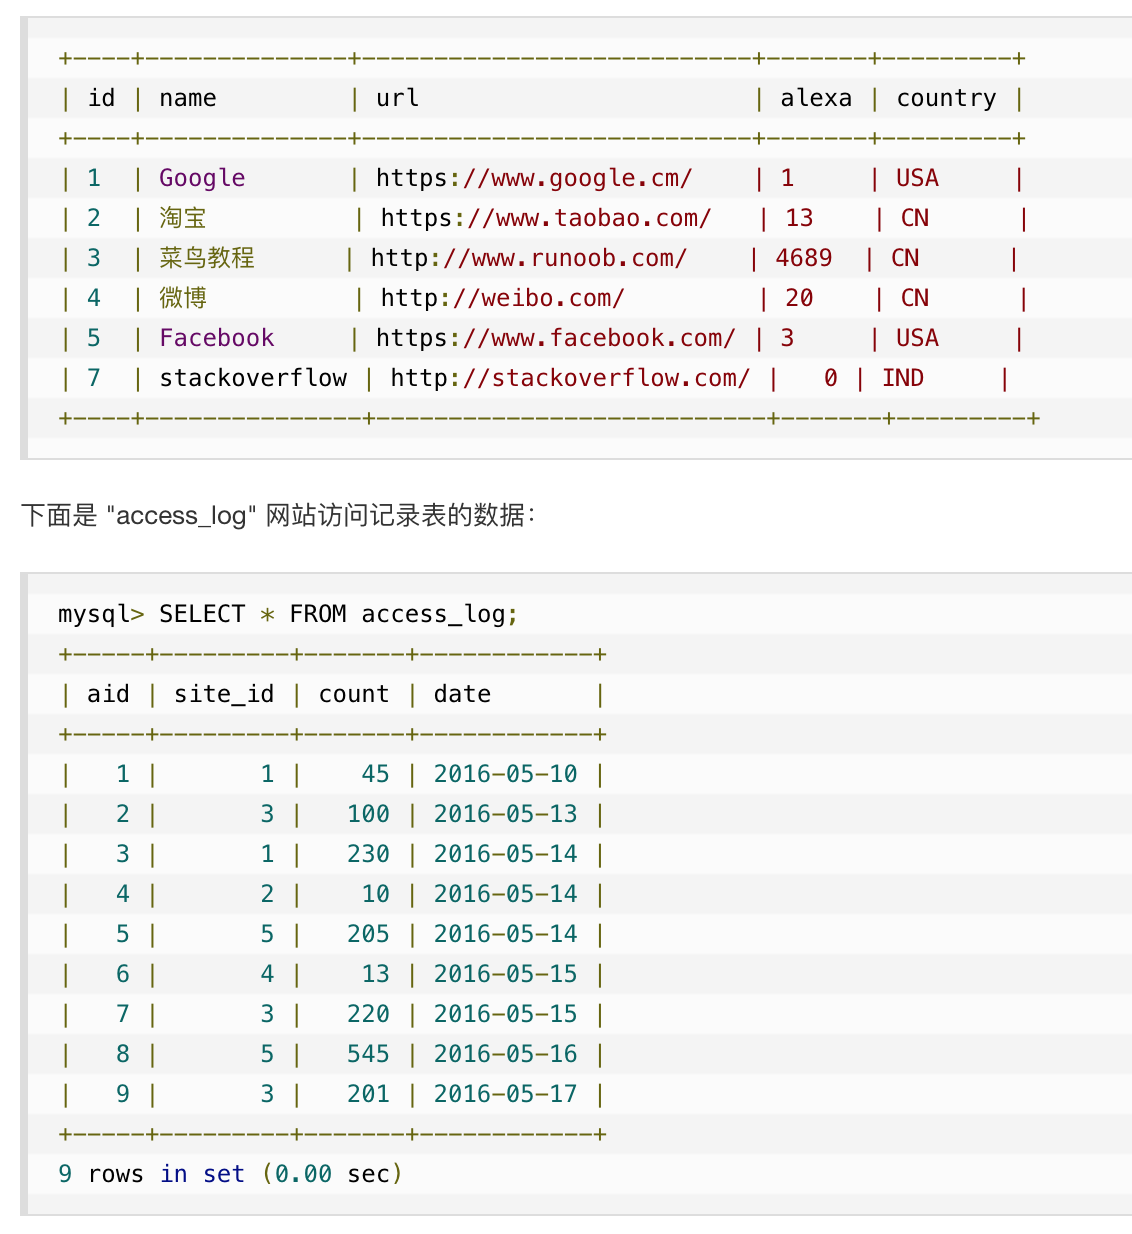 +----+---------------+---------------------------+-------+---------+
| id | name          | url                       | alexa | country |
+----+---------------+---------------------------+-------+---------+
| 1  | Google        | https://www.google.cm/    | 1     | USA     |
| 2  | 淘宝          | https://www.taobao.com/   | 13    | CN      |
| 3  | 菜鸟教程      | http://www.runoob.com/    | 4689  | CN      |
| 4  | 微博          | http://weibo.com/         | 20    | CN      |
| 5  | Facebook      | https://www.facebook.com/ | 3     | USA     |
| 7  | stackoverflow | http://stackoverflow.com/ |   0 | IND     |
+----+---------------+---------------------------+-------+---------+
下面是 "access_log" 网站访问记录表的数据：
mysql> SELECT * FROM access_log;
+-----+---------+-------+------------+
| aid | site_id | count | date       |
+-----+---------+-------+------------+
|   1 |       1 |    45 | 2016-05-10 |
|   2 |       3 |   100 | 2016-05-13 |
|   3 |       1 |   230 | 2016-05-14 |
|   4 |       2 |    10 | 2016-05-14 |
|   5 |       5 |   205 | 2016-05-14 |
|   6 |       4 |    13 | 2016-05-15 |
|   7 |       3 |   220 | 2016-05-15 |
|   8 |       5 |   545 | 2016-05-16 |
|   9 |       3 |   201 | 2016-05-17 |
+-----+---------+-------+------------+
9 rows in set (0.00 sec)